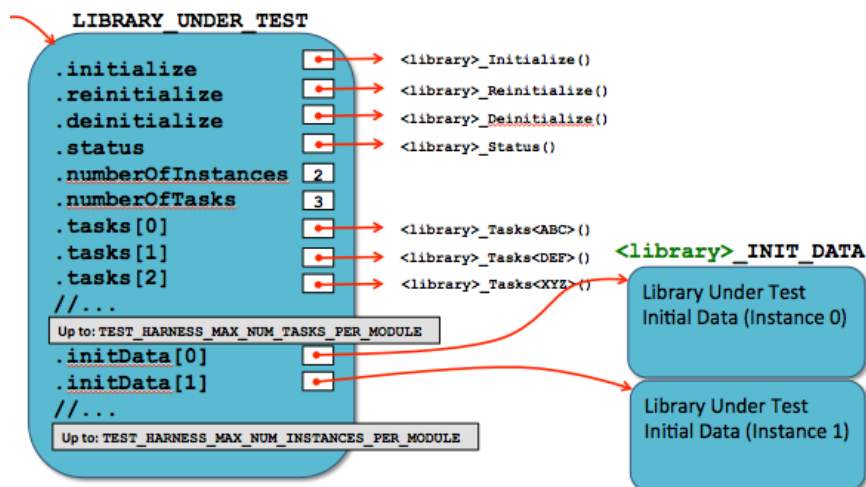 LIBRARY_UNDER_TEST
.initialize <library>_Initialize()
.reinitialize <library>_Reinitialize()
.deinitialize <library>_Deinitialize()
.status <library>_Status()
.numberOfInstances 2
.numberOfTasks 3
.tasks[0] <library>_Tasks<ABC>()
.tasks[1] <library>_Tasks<DEF>()
.tasks[2] <library>_Tasks<XYZ>()
//...
Up to: TEST_HARNESS_MAX_NUM_TASKS_PER_MODULE
.initData[0]
.initData[1]
//...
Up to: TEST_HARNESS_MAX_NUM_INSTANCES_PER_MODULE
<library>_INIT_DATA
Library Under Test
Initial Data (Instance 0)
Library Under Test
Initial Data (Instance 1)